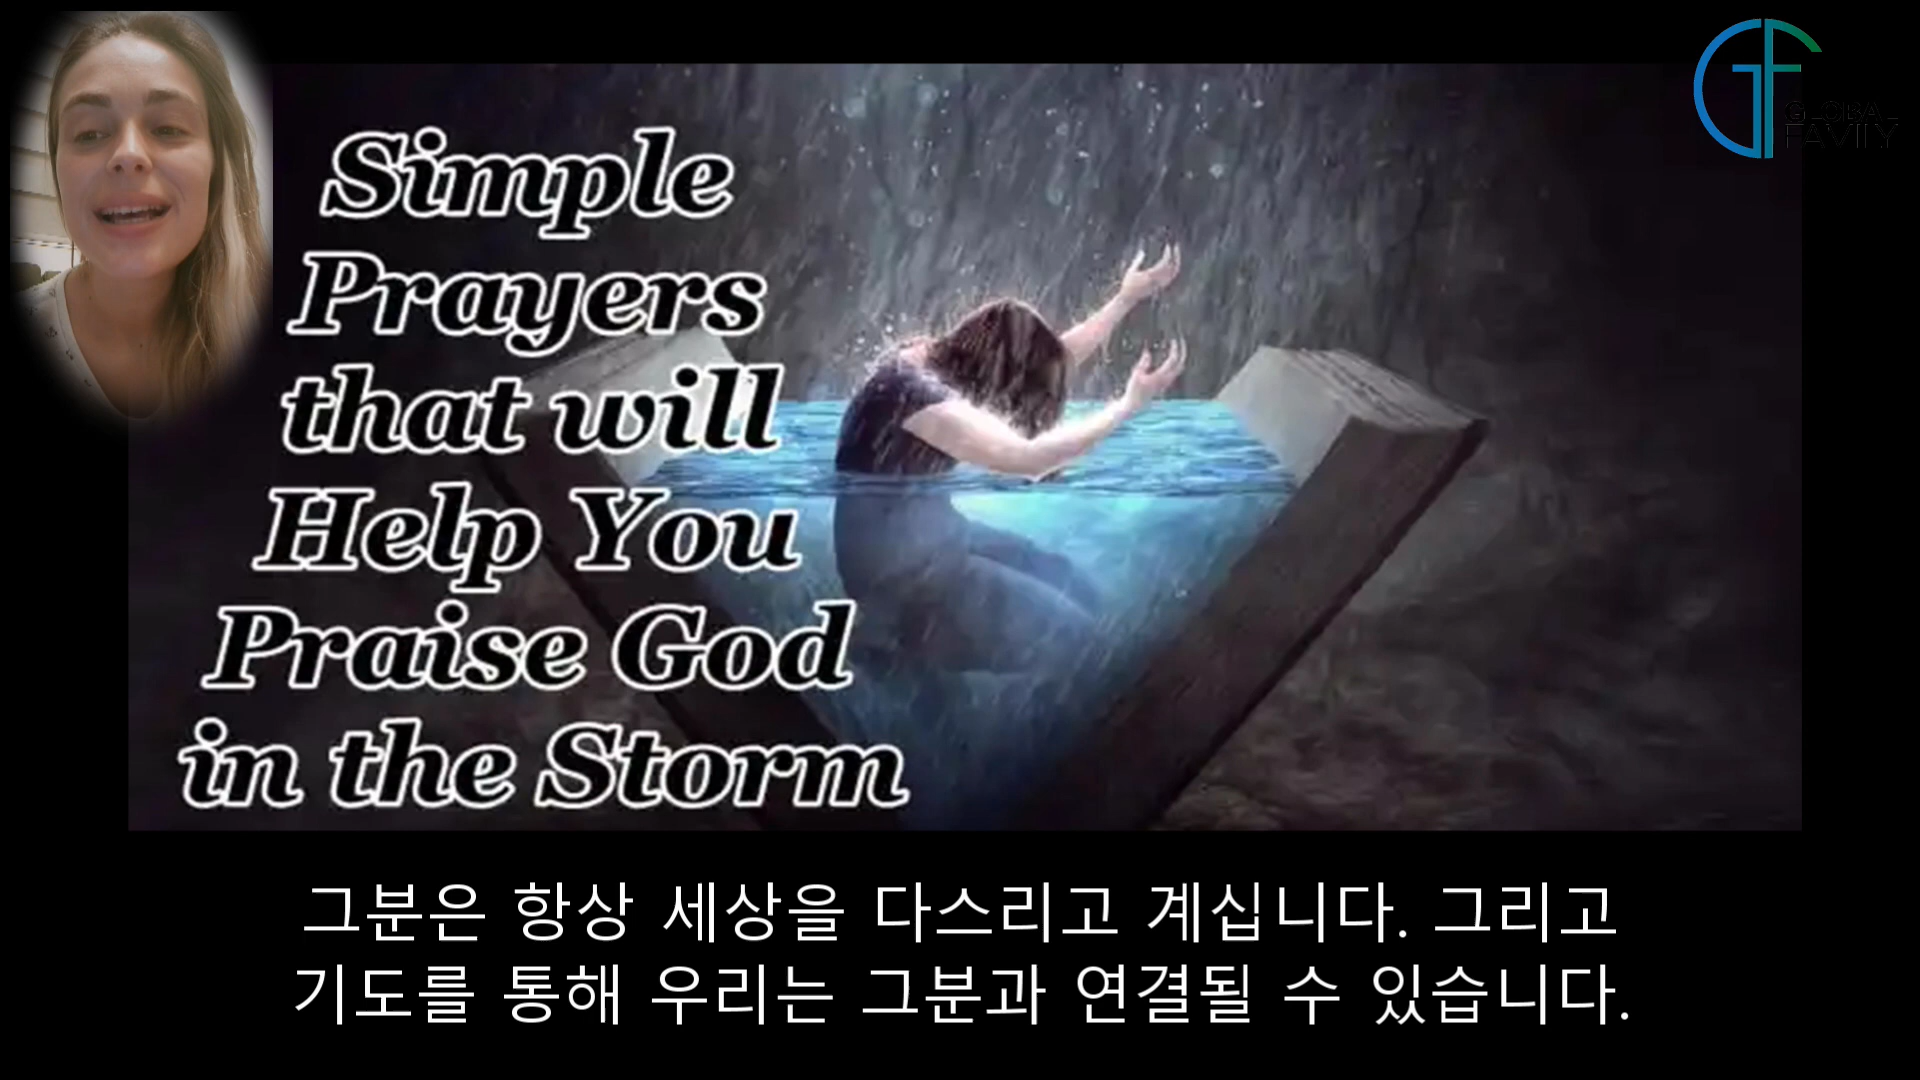 Simple
Prayers
that will
Help You
Praise God
in the Storm
GLOBAL
FAMILY
그분은 항상 세상을 다스리고 계십니다. 그리고
기도를 통해 우리는 그분과 연결될 수 있습니다.